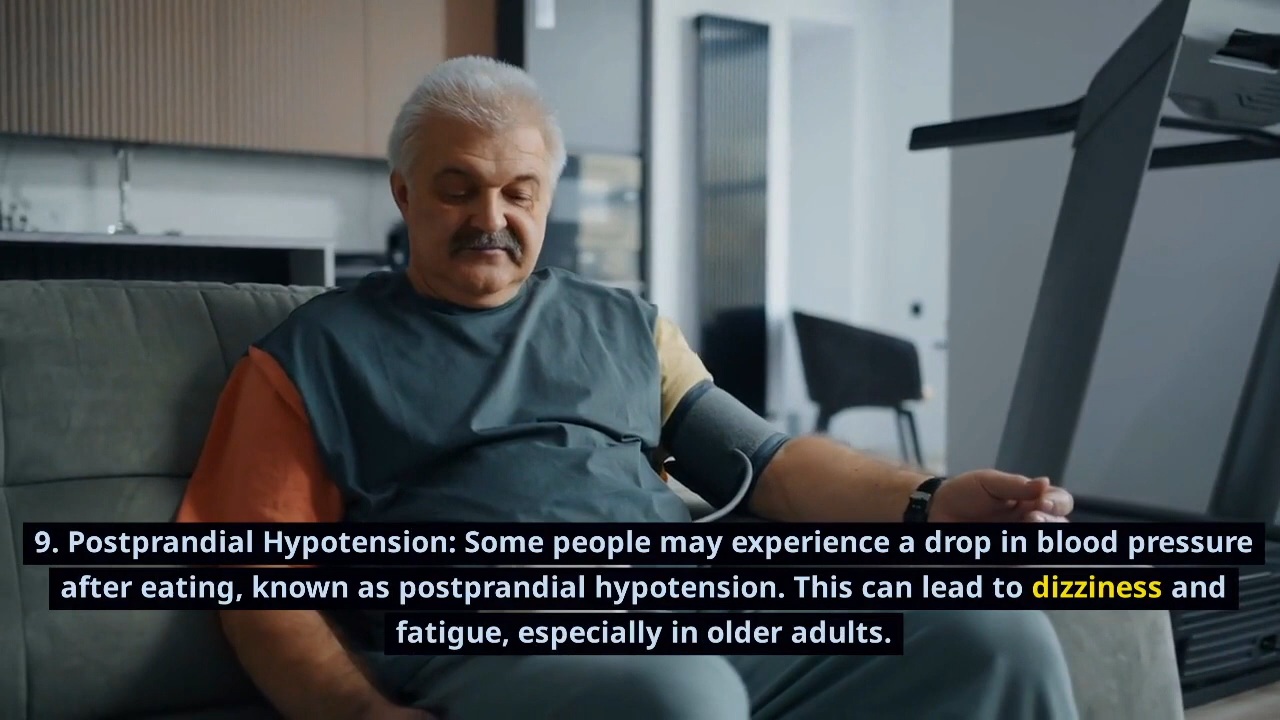 9. Postprandial Hypotension: Some people may experience a drop in blood pressure
after eating, known as postprandial hypotension. This can lead to dizziness and
fatigue, especially in older adults.